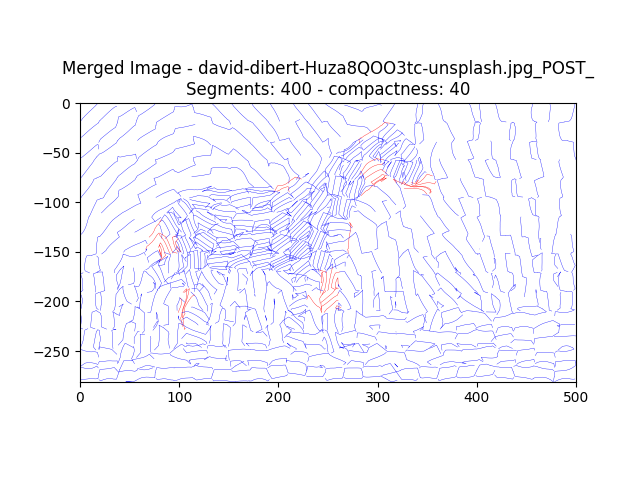 Merged Image - david-dibert-Huza8QOO3tc-unsplash.jpg_POST_
Segments: 400 - compactness: 40
0
−50
−100
−150
−200
−250
0 100 200 300 400 500